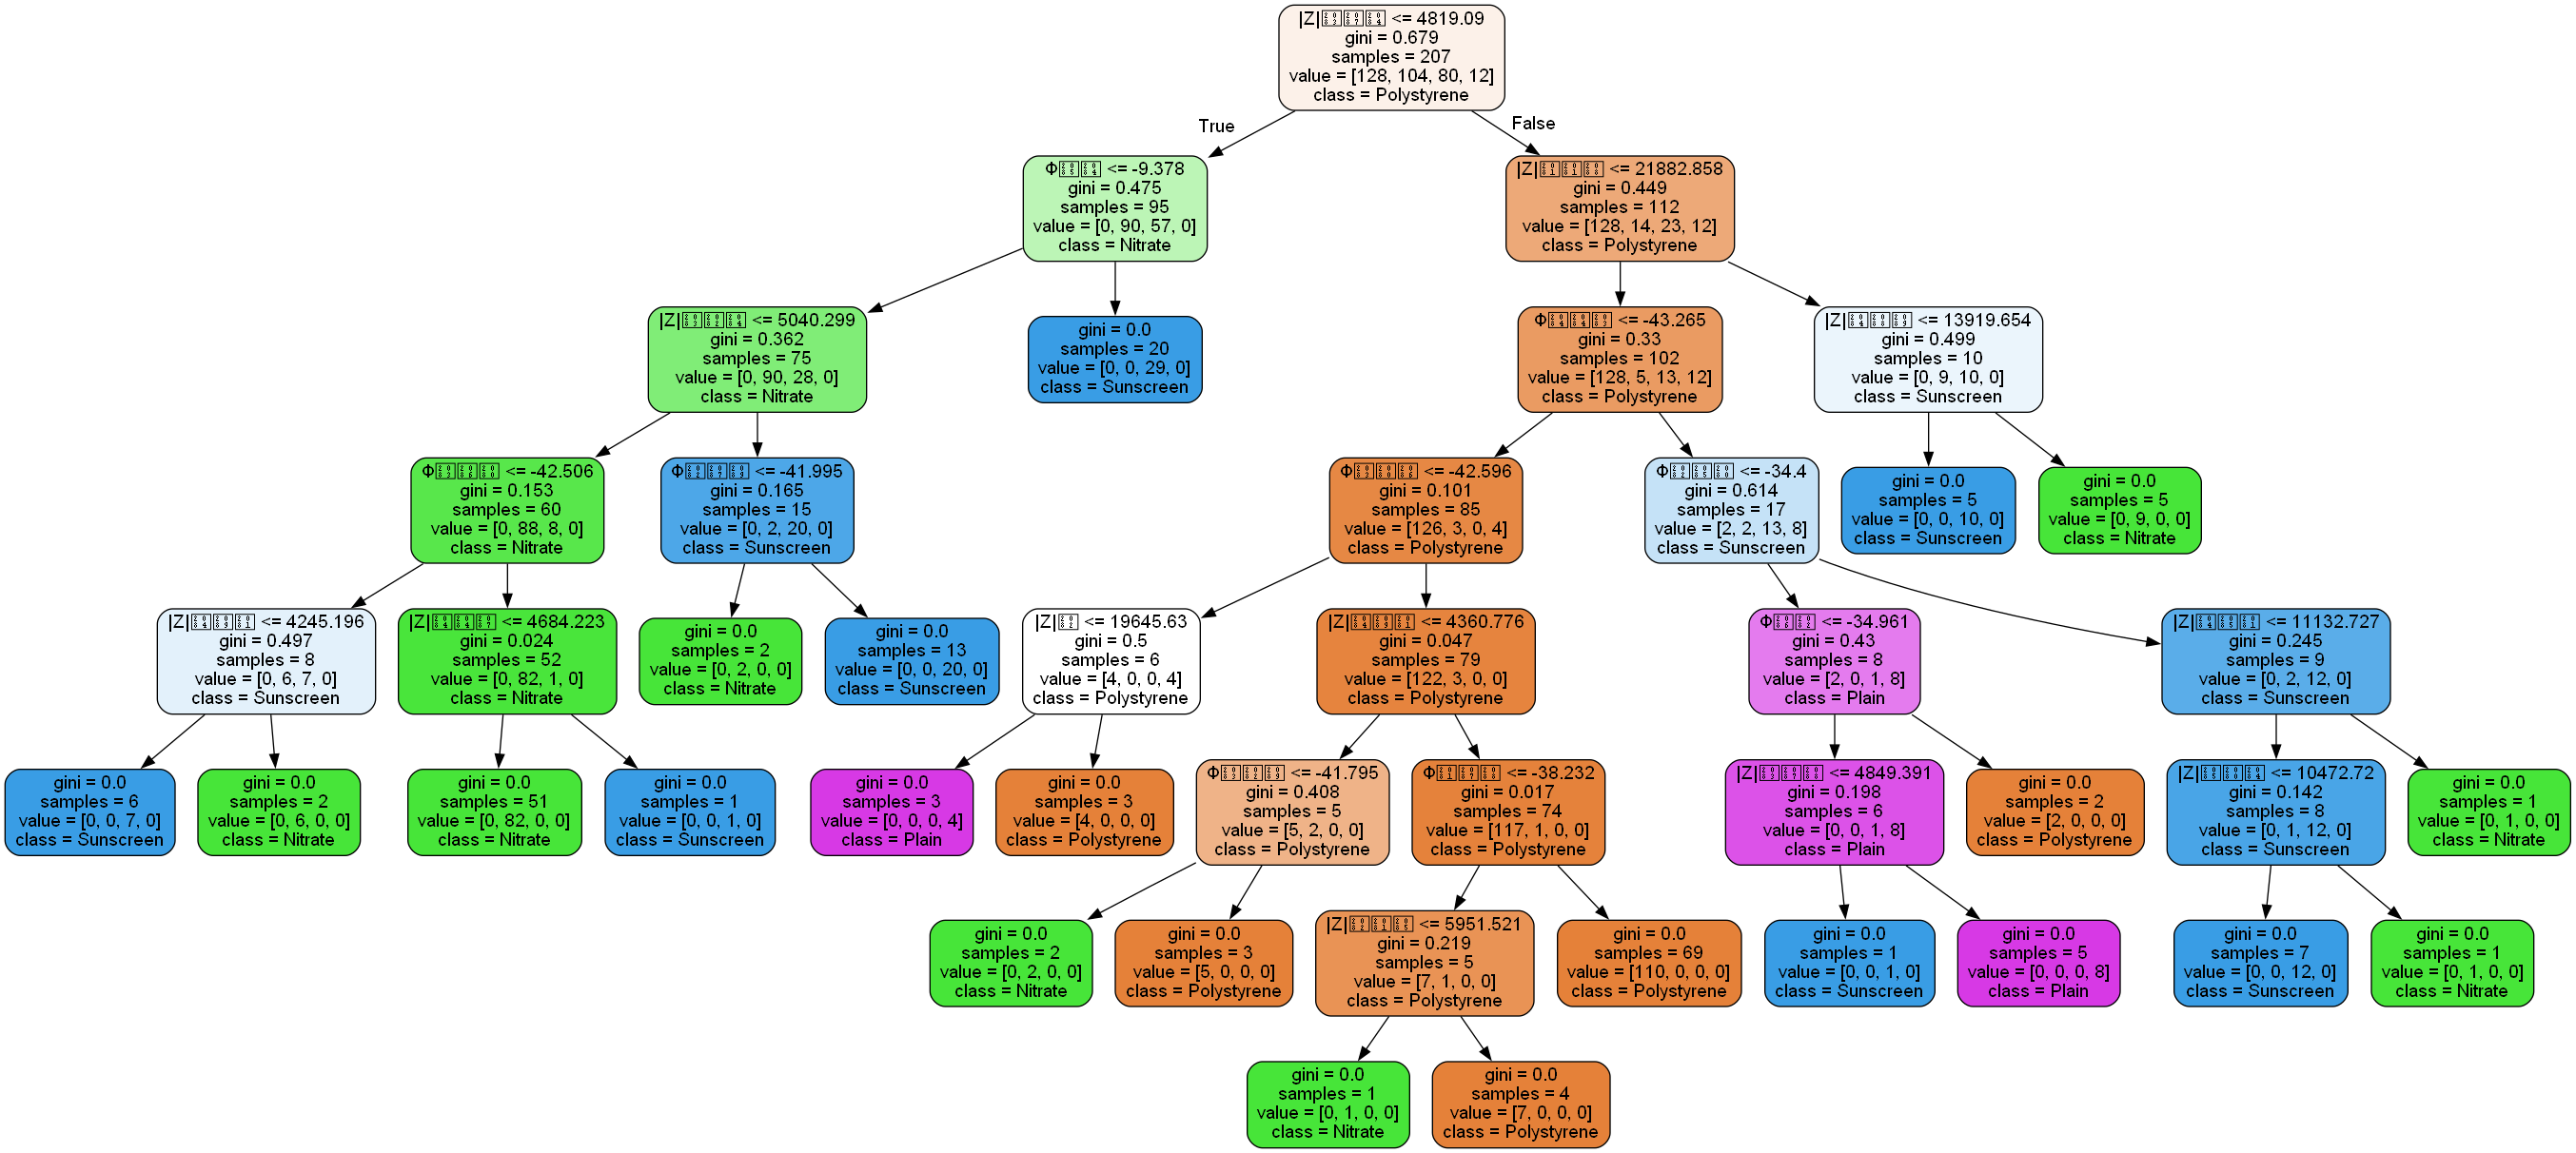 |Z| <= 4819.09
gini = 0.679
samples = 207
value = [128, 104, 80, 12]
class = Polystyrene
True
False
Φ <= -9.378
gini = 0.475
samples = 95
value = [0, 90, 57, 0]
class = Nitrate
|Z| <= 21882.858
gini = 0.449
samples = 112
value = [128, 14, 23, 12]
class = Polystyrene
|Z| <= 5040.299
gini = 0.362
samples = 75
value = [0, 90, 28, 0]
class = Nitrate
gini = 0.0
samples = 20
value = [0, 0, 29, 0]
class = Sunscreen
Φ <= -43.265
gini = 0.33
samples = 102
value = [128, 5, 13, 12]
class = Polystyrene
|Z| <= 13919.654
gini = 0.499
samples = 10
value = [0, 9, 10, 0]
class = Sunscreen
Φ <= -42.506
gini = 0.153
samples = 60
value = [0, 88, 8, 0]
class = Nitrate
Φ <= -41.995
gini = 0.165
samples = 15
value = [0, 2, 20, 0]
class = Sunscreen
Φ <= -42.596
gini = 0.101
samples = 85
value = [126, 3, 0, 4]
class = Polystyrene
Φ <= -34.4
gini = 0.614
samples = 17
value = [2, 2, 13, 8]
class = Sunscreen
gini = 0.0
samples = 5
value = [0, 0, 10, 0]
class = Sunscreen
gini = 0.0
samples = 5
value = [0, 9, 0, 0]
class = Nitrate
|Z| <= 4245.196
gini = 0.497
samples = 8
value = [0, 6, 7, 0]
class = Sunscreen
|Z| <= 4684.223
gini = 0.024
samples = 52
value = [0, 82, 1, 0]
class = Nitrate
gini = 0.0
samples = 2
value = [0, 2, 0, 0]
class = Nitrate
gini = 0.0
samples = 13
value = [0, 0, 20, 0]
class = Sunscreen
|Z| <= 19645.63
gini = 0.5
samples = 6
value = [4, 0, 0, 4]
class = Polystyrene
|Z| <= 4360.776
gini = 0.047
samples = 79
value = [122, 3, 0, 0]
class = Polystyrene
Φ <= -34.961
gini = 0.43
samples = 8
value = [2, 0, 1, 8]
class = Plain
|Z| <= 11132.727
gini = 0.245
samples = 9
value = [0, 2, 12, 0]
class = Sunscreen
gini = 0.0
samples = 6
value = [0, 0, 7, 0]
class = Sunscreen
gini = 0.0
samples = 2
value = [0, 6, 0, 0]
class = Nitrate
gini = 0.0
samples = 51
value = [0, 82, 0, 0]
class = Nitrate
gini = 0.0
samples = 1
value = [0, 0, 1, 0]
class = Sunscreen
gini = 0.0
samples = 3
value = [0, 0, 0, 4]
class = Plain
gini = 0.0
samples = 3
value = [4, 0, 0, 0]
class = Polystyrene
Φ <= -41.795
gini = 0.408
samples = 5
value = [5, 2, 0, 0]
class = Polystyrene
Φ <= -38.232
gini = 0.017
samples = 74
value = [117, 1, 0, 0]
class = Polystyrene
|Z| <= 4849.391
gini = 0.198
samples = 6
value = [0, 0, 1, 8]
class = Plain
gini = 0.0
samples = 2
value = [2, 0, 0, 0]
class = Polystyrene
|Z| <= 10472.72
gini = 0.142
samples = 8
value = [0, 1, 12, 0]
class = Sunscreen
gini = 0.0
samples = 1
value = [0, 1, 0, 0]
class = Nitrate
gini = 0.0
samples = 2
value = [0, 2, 0, 0]
class = Nitrate
gini = 0.0
samples = 3
value = [5, 0, 0, 0]
class = Polystyrene
|Z| <= 5951.521
gini = 0.219
samples = 5
value = [7, 1, 0, 0]
class = Polystyrene
gini = 0.0
samples = 69
value = [110, 0, 0, 0]
class = Polystyrene
gini = 0.0
samples = 1
value = [0, 0, 1, 0]
class = Sunscreen
gini = 0.0
samples = 5
value = [0, 0, 0, 8]
class = Plain
gini = 0.0
samples = 7
value = [0, 0, 12, 0]
class = Sunscreen
gini = 0.0
samples = 1
value = [0, 1, 0, 0]
class = Nitrate
gini = 0.0
samples = 1
value = [0, 1, 0, 0]
class = Nitrate
gini = 0.0
samples = 4
value = [7, 0, 0, 0]
class = Polystyrene